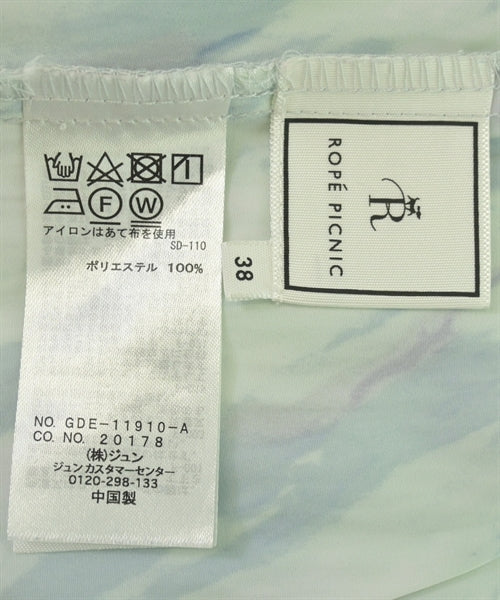 F W
アイロンはあて布を使用
SD-110
ポリエステル 100%
NO. GDE-11910-A
CO. NO. 20178
(株)ジュン
ジュン カスタマーセンター
0120-298-133
中国製
38
ROPÉ PICNIC
R